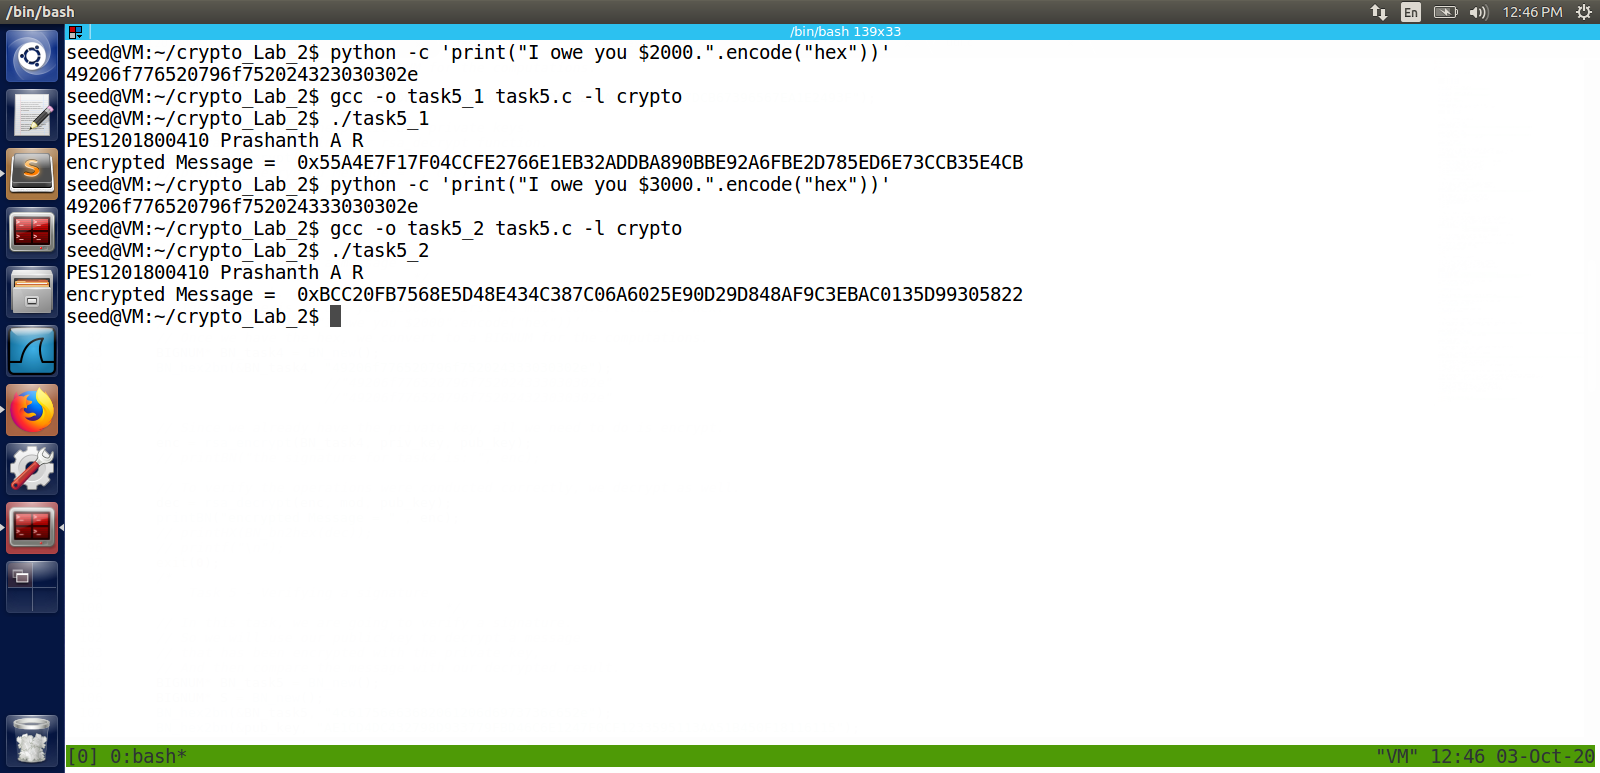 /bin/bash
En
12:46 PM
/bin/bash 139x33
seed@VM:~/crypto_Lab_2$ python -c 'print("I owe you $2000.".encode("hex"))'
49206f776520796f752024323030302e
seed@VM:~/crypto_Lab_2$ gcc -o task5_1 task5.c -l crypto
seed@VM:~/crypto_Lab_2$ ./task5_1
PES1201800410 Prashanth A R
encrypted Message =  0x55A4E7F17F04CCFE2766E1EB32ADDBA890BBE92A6FBE2D785ED6E73CCB35E4CB
seed@VM:~/crypto_Lab_2$ python -c 'print("I owe you $3000.".encode("hex"))'
49206f776520796f752024333030302e
seed@VM:~/crypto_Lab_2$ gcc -o task5_2 task5.c -l crypto
seed@VM:~/crypto_Lab_2$ ./task5_2
PES1201800410 Prashanth A R
encrypted Message =  0xBCC20FB7568E5D48E434C387C06A6025E90D29D848AF9C3EBAC0135D99305822
seed@VM:~/crypto_Lab_2$
[0] 0:bash*
"VM" 12:46 03-Oct-20